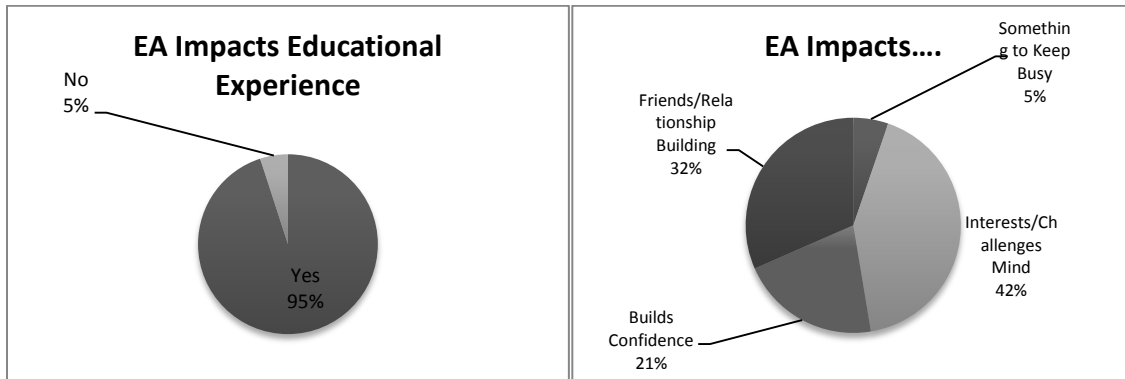 EA Impacts Educational
Experience
No
5%
Yes
95%
EA Impacts....
Somethin
g to Keep
Busy
5%
Friends/Rela
tionship
Building
32%
Interests/Ch
allenges
Mind
42%
Builds
Confidence
21%